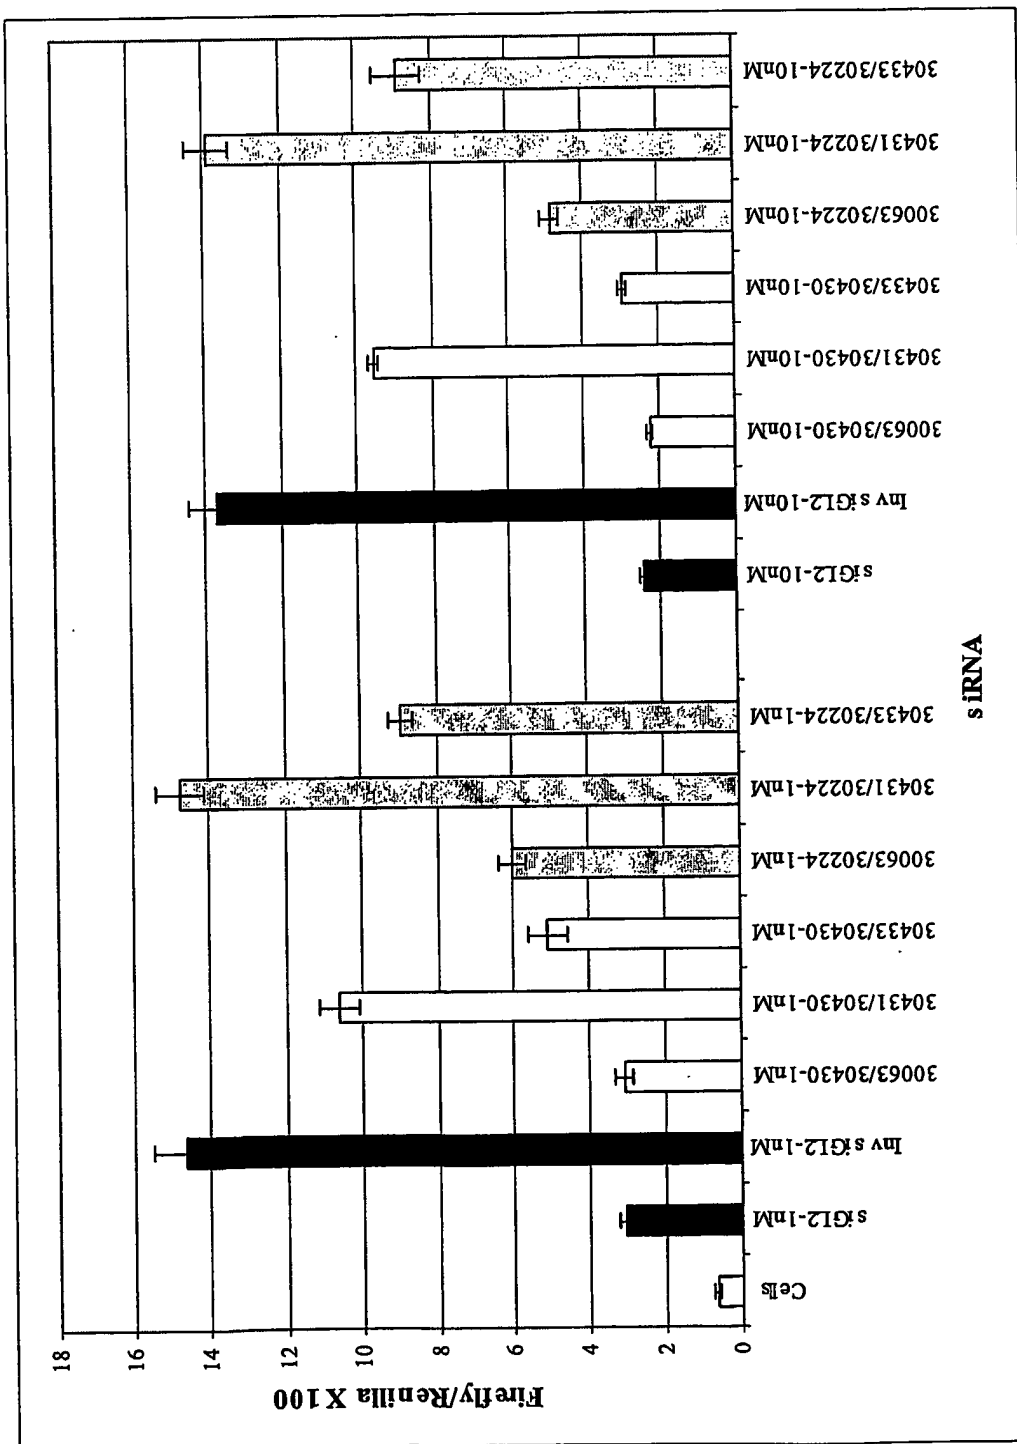 Firefly/Renilla X 100
18
16
14
12
10
8
6
4
2
0
Cells
siGL2-1nM
Inv siGL2-1nM
30063/30430-1nM
30431/30430-1nM
30433/30430-1nM
30063/30224-1nM
30431/30224-1nM
30433/30224-1nM
siGL2-10nM
Inv siGL2-10nM
30063/30430-10nM
30431/30430-10nM
30433/30430-10nM
30063/30224-10nM
30431/30224-10nM
30433/30224-10nM
siRNA